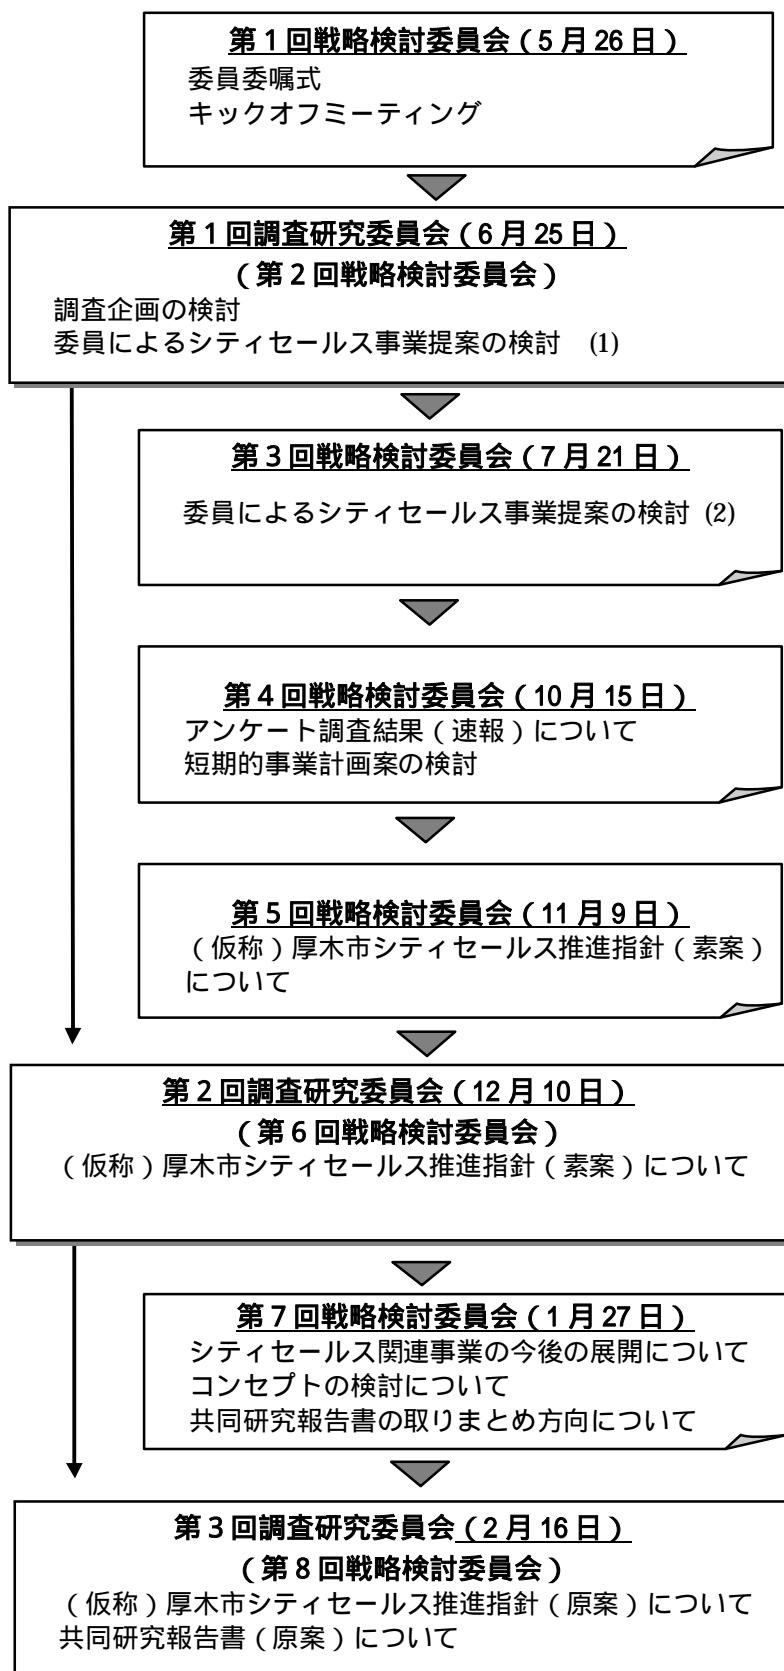 第１回戦略検討委員会（５月26日）
委員委嘱式
キックオフミーティング
第１回調査研究委員会（６月25日）
（第２回戦略検討委員会）
調査企画の検討
委員によるシティセールス事業提案の検討　(1)
第３回戦略検討委員会（７月21日）
委員によるシティセールス事業提案の検討 (2)
第４回戦略検討委員会（10月15日）
アンケート調査結果（速報）について
短期的事業計画案の検討
第５回戦略検討委員会（11月９日）
（仮称）厚木市シティセールス推進指針（素案）
について
第２回調査研究委員会（12月10日）
（第６回戦略検討委員会）
（仮称）厚木市シティセールス推進指針（素案）について
第７回戦略検討委員会（１月27日）
シティセールス関連事業の今後の展開について
コンセプトの検討について
共同研究報告書の取りまとめ方向について
第３回調査研究委員会（２月16日）
（第８回戦略検討委員会）
（仮称）厚木市シティセールス推進指針（原案）について
共同研究報告書（原案）について